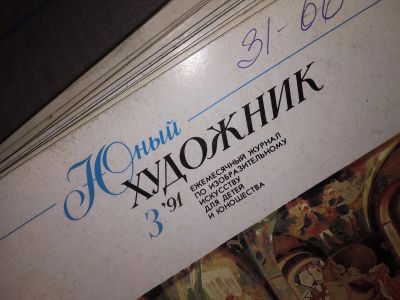 31-60
Юный
ХУДОЖНИК
3'91
ЕЖЕМЕСЯЧНЫЙ ЖУРНАЛ
ПО ИЗОБРАЗИТЕЛЬНОМУ
ИСКУССТВУ
ДЛЯ ДЕТЕЙ
И ЮНОШЕСТВА